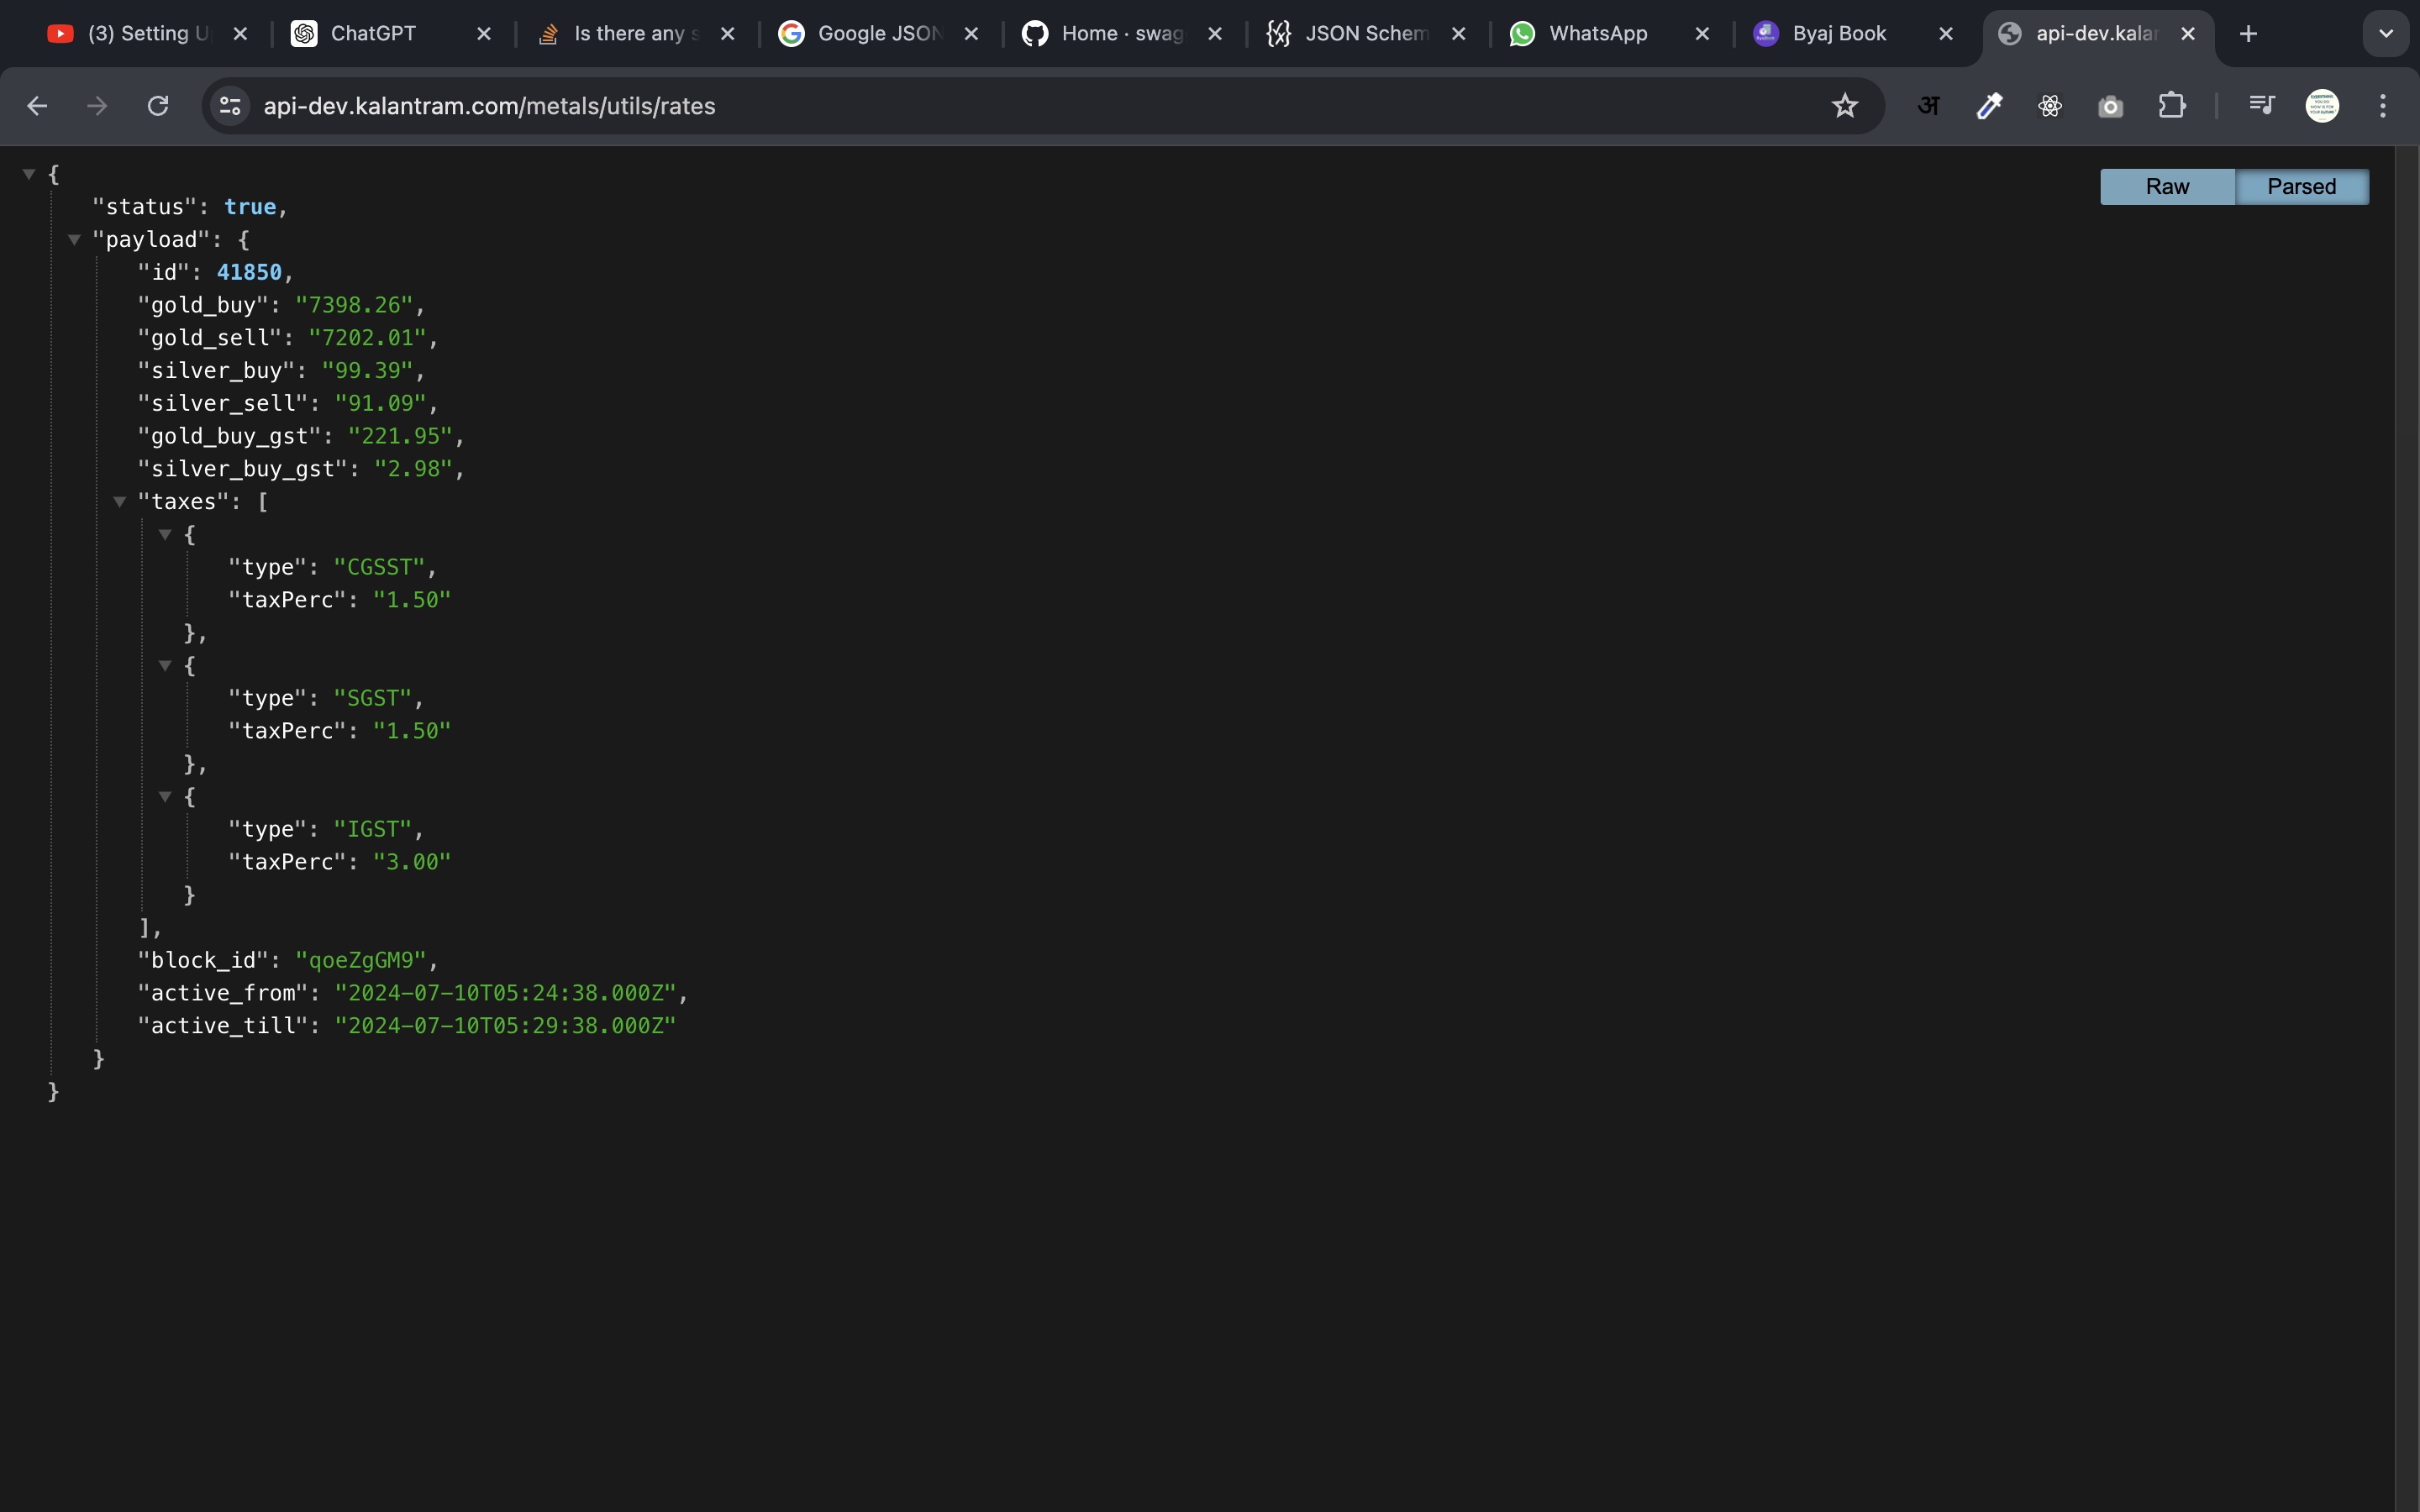 (3) Setting U
ChatGPT
Is there any s
Google JSON
Home · swag
JSON Schem
WhatsApp
Byaj Book
api-dev.kalan
api-dev.kalantram.com/metals/utils/rates
अ
Raw
Parsed
{
"status": true,
"payload": {
"id": 41850,
"gold_buy": "7398.26",
"gold_sell": "7202.01",
"silver_buy": "99.39",
"silver_sell": "91.09",
"gold_buy_gst": "221.95",
"silver_buy_gst": "2.98",
"taxes": [
{
"type": "CGSST",
"taxPerc": "1.50"
},
{
"type": "SGST",
"taxPerc": "1.50"
},
{
"type": "IGST",
"taxPerc": "3.00"
}
],
"block_id": "qoeZgGM9",
"active_from": "2024-07-10T05:24:38.000Z",
"active_till": "2024-07-10T05:29:38.000Z"
}
}